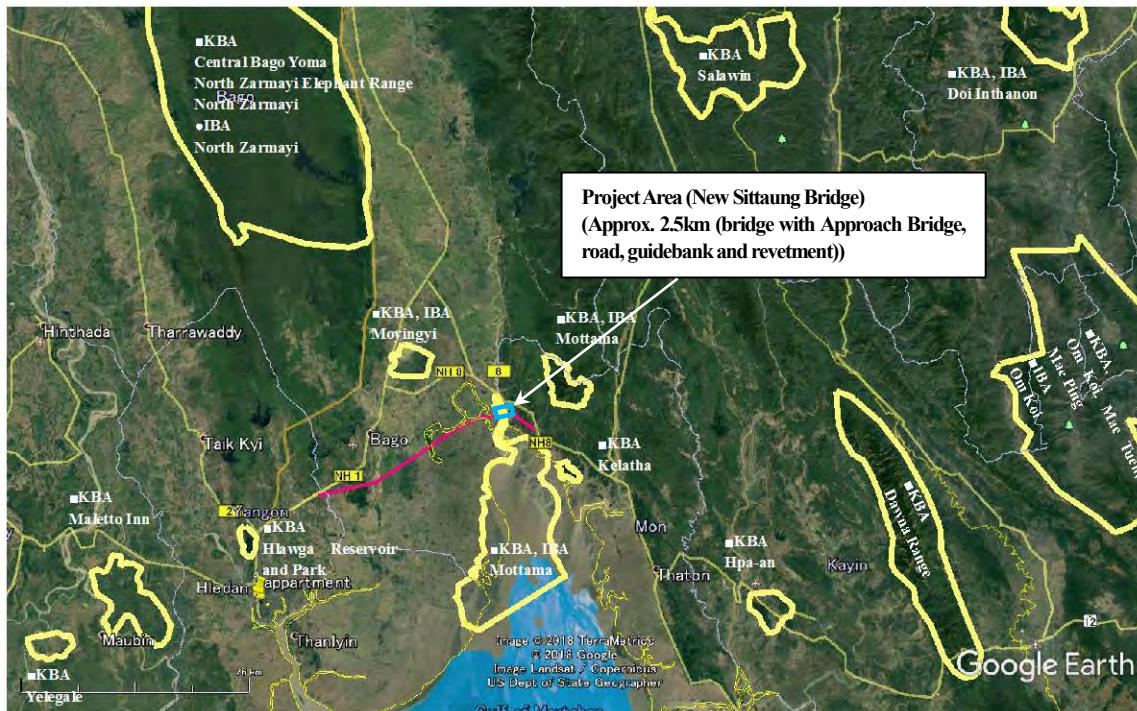 ■KBA
Central Bago Yoma
North Zarmayi Elephant Range
North Zarmayi
Bago
●IBA
North Zarmayi
■KBA
Salawin
■KBA, IBA
Doi Inthanon
Project Area (New Sittaung Bridge)
(Approx. 2.5km (bridge with Approach Bridge,
road, guidebank and revetment))
Hinthada
Tharrawaddy
■KBA, IBA
Moyingyi
■KBA, IBA
Mottama
NH 8
8
■KBA,
Om Koi, Mae Tuen
Mae Ping
■IBA
Om Koi
Taik Kyi
Bago
NH8
■KBA
Kelatha
NH 1
■KBA
Maletto Inn
2
Yangon
■KBA
Hlawga Reservoir
and Park
■KBA
Dawna Range
Mon
■KBA, IBA
Mottama
■KBA
Hpa-an
Thaton
Kayin
Hledan
appartment
Maubin
Thanlyin
12
■KBA
Yelegale
76 km
Image © 2018 TerraMetrics
© 2018 Google
Image Landsat / Copernicus
US Dept of State Geographer
Google Earth